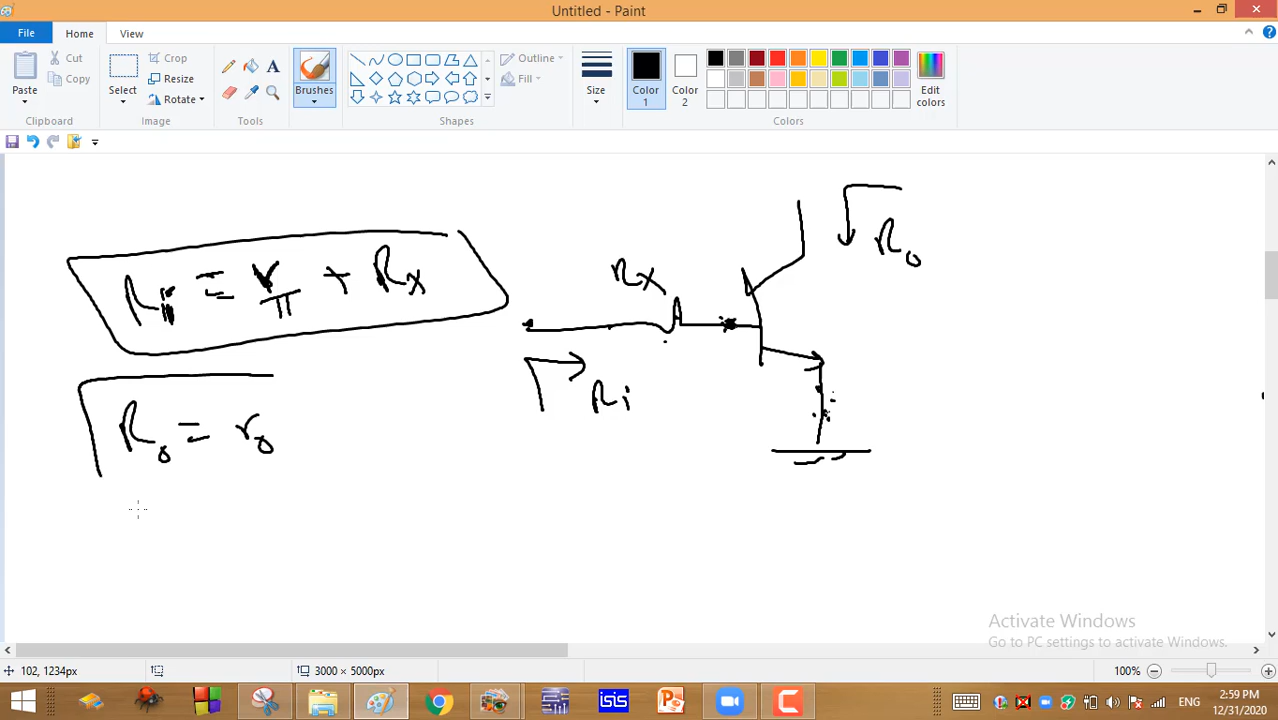 Untitled - Paint
File
Home
View
Paste
Cut
Copy
Clipboard
Select
Crop
Resize
Rotate
Image
Tools
Brushes
Shapes
Outline
Fill
Size
Color
1
Color
2
Edit
colors
Colors
Ri = rπ + Rx
Rx
Ro
Ri
Ro = ro
Activate Windows
Go to PC settings to activate Windows.
102, 1234px
3000 × 5000px
100%
isis
ENG
2:59 PM
12/31/2020